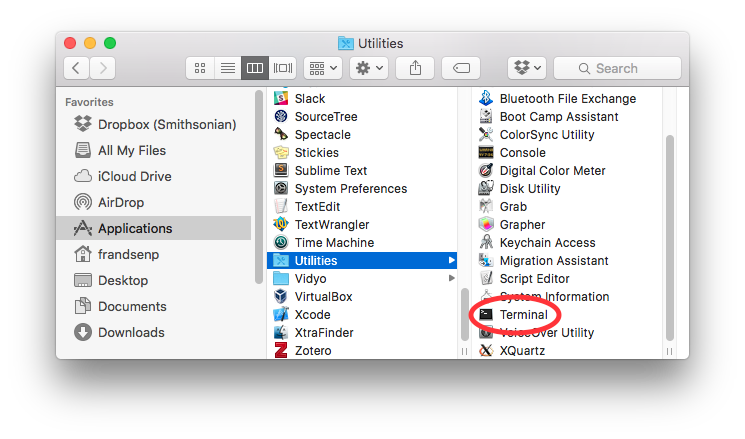 Utilities
Search
Favorites
Dropbox (Smithsonian)
All My Files
iCloud Drive
AirDrop
Applications
frandsenp
Desktop
Documents
Downloads
Slack
SourceTree
Spectacle
Stickies
Sublime Text
System Preferences
TextEdit
TextWrangler
Time Machine
Utilities
Vidyo
VirtualBox
Xcode
XtraFinder
Zotero
Bluetooth File Exchange
Boot Camp Assistant
ColorSync Utility
Console
Digital Color Meter
Disk Utility
Grab
Grapher
Keychain Access
Migration Assistant
Script Editor
System Information
Terminal
VoiceOver Utility
XQuartz